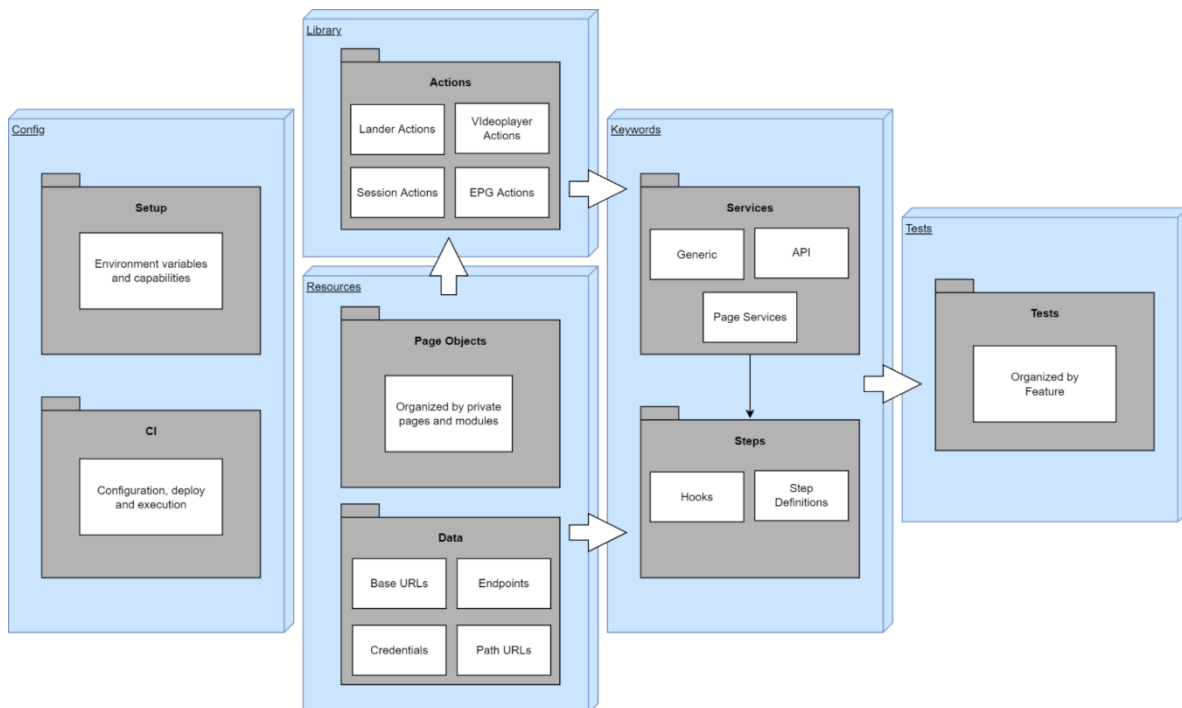 Config
Setup
Environment variables
and capabilities
CI
Configuration, deploy
and execution
Library
Actions
Lander Actions
VIdeoplayer
Actions
Session Actions
EPG Actions
Resources
Page Objects
Organized by private
pages and modules
Data
Base URLs
Endpoints
Credentials
Path URLs
Keywords
Services
Generic
API
Page Services
Steps
Hooks
Step
Definitions
Tests
Tests
Organized by
Feature